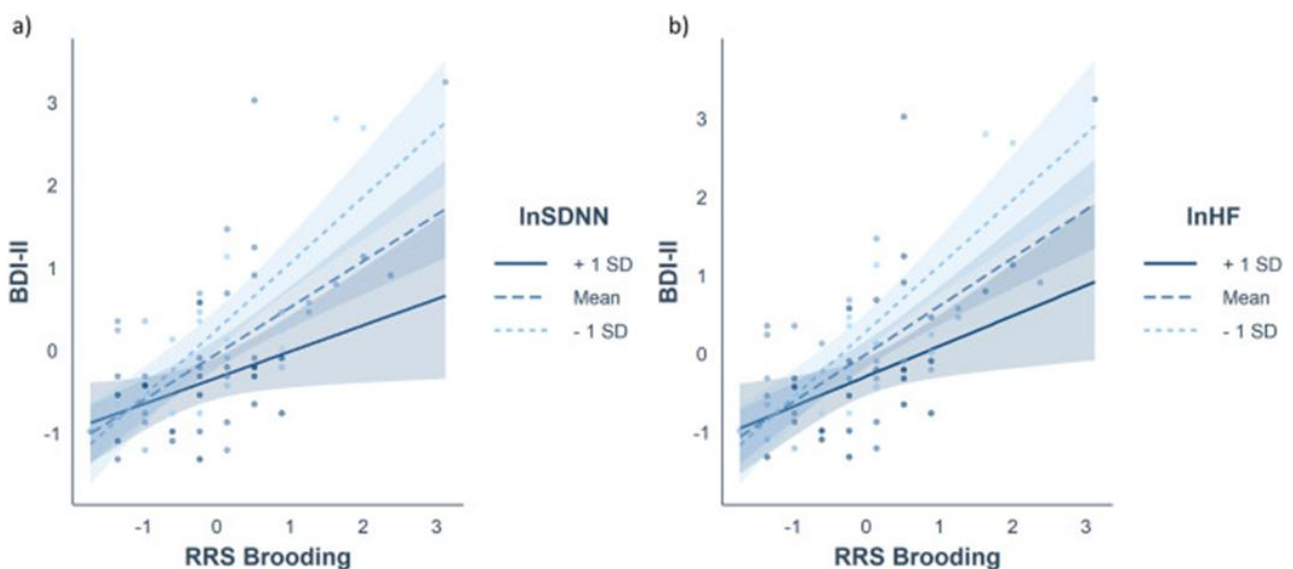 a)
3
2
1
0
-1
BDI-II
-1 0 1 2 3
RRS Brooding
lnSDNN
+ 1 SD
Mean
- 1 SD
b)
3
2
1
0
-1
BDI-II
-1 0 1 2 3
RRS Brooding
lnHF
+ 1 SD
Mean
- 1 SD